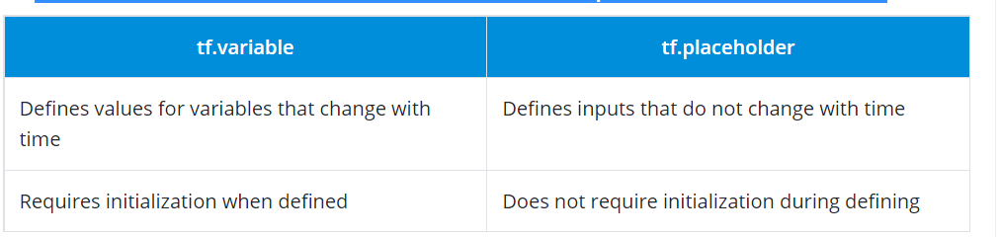 tf.variable
tf.placeholder
Defines values for variables that change with
time
Defines inputs that do not change with time
Requires initialization when defined
Does not require initialization during defining